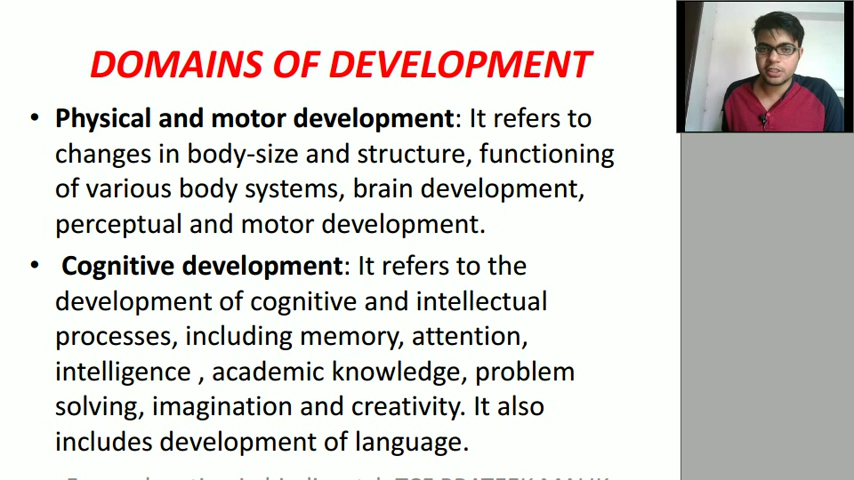 DOMAINS OF DEVELOPMENT
• Physical and motor development: It refers to
changes in body-size and structure, functioning
of various body systems, brain development,
perceptual and motor development.
• Cognitive development: It refers to the
development of cognitive and intellectual
processes, including memory, attention,
intelligence , academic knowledge, problem
solving, imagination and creativity. It also
includes development of language.